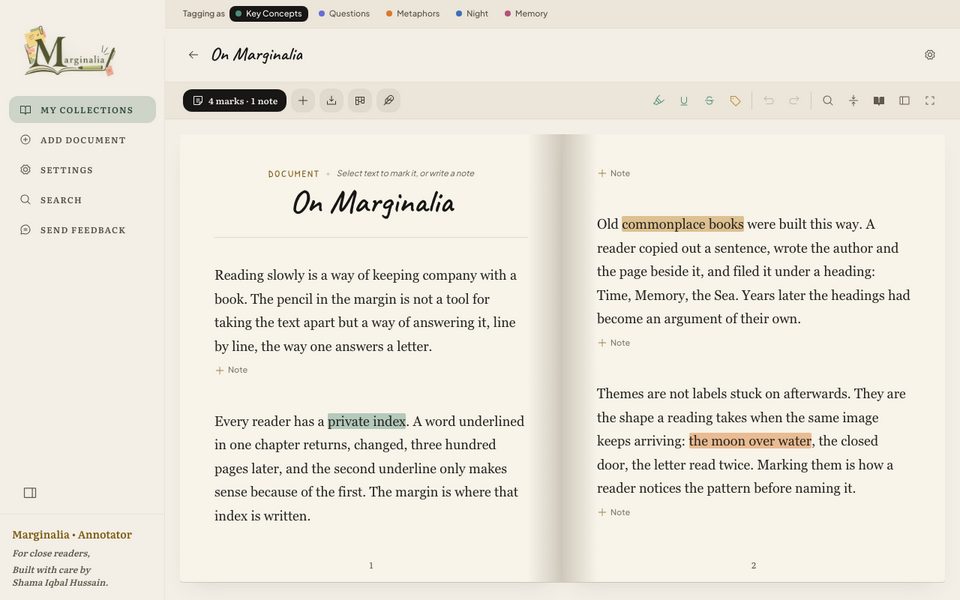 Marginalia
MY COLLECTIONS
ADD DOCUMENT
SETTINGS
SEARCH
SEND FEEDBACK
Marginalia • Annotator
For close readers,
Built with care by
Shama Iqbal Hussain.
Tagging as Key Concepts Questions Metaphors Night Memory
On Marginalia
4 marks · 1 note
DOCUMENT • Select text to mark it, or write a note
On Marginalia
Reading slowly is a way of keeping company with a
book. The pencil in the margin is not a tool for
taking the text apart but a way of answering it, line
by line, the way one answers a letter.
+ Note
Every reader has a private index. A word underlined
in one chapter returns, changed, three hundred
pages later, and the second underline only makes
sense because of the first. The margin is where that
index is written.
1
+ Note
Old commonplace books were built this way. A
reader copied out a sentence, wrote the author and
the page beside it, and filed it under a heading:
Time, Memory, the Sea. Years later the headings had
become an argument of their own.
+ Note
Themes are not labels stuck on afterwards. They are
the shape a reading takes when the same image
keeps arriving: the moon over water, the closed
door, the letter read twice. Marking them is how a
reader notices the pattern before naming it.
+ Note
2